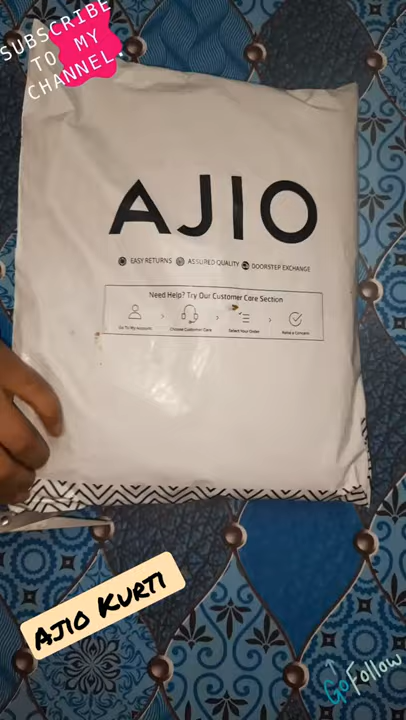 SUBSCRIBE
TO MY
CHANNEL.
AJIO
EASY RETURNS ASSURED QUALITY DOORSTEP EXCHANGE
Need Help? Try Our Customer Care Section
Go To My Account Choose Customer Care Select Your Order Raise a Concern
AJIO KURTI
GoFollow